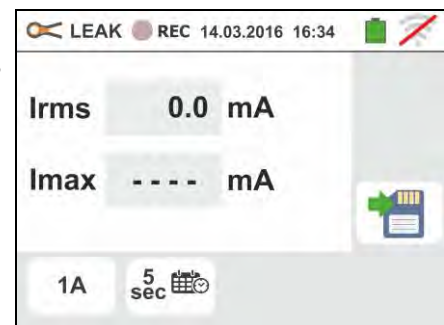 LEAK REC 14.03.2016 16:34
Irms 0.0 mA
Imax - - - - mA
1A 5 sec